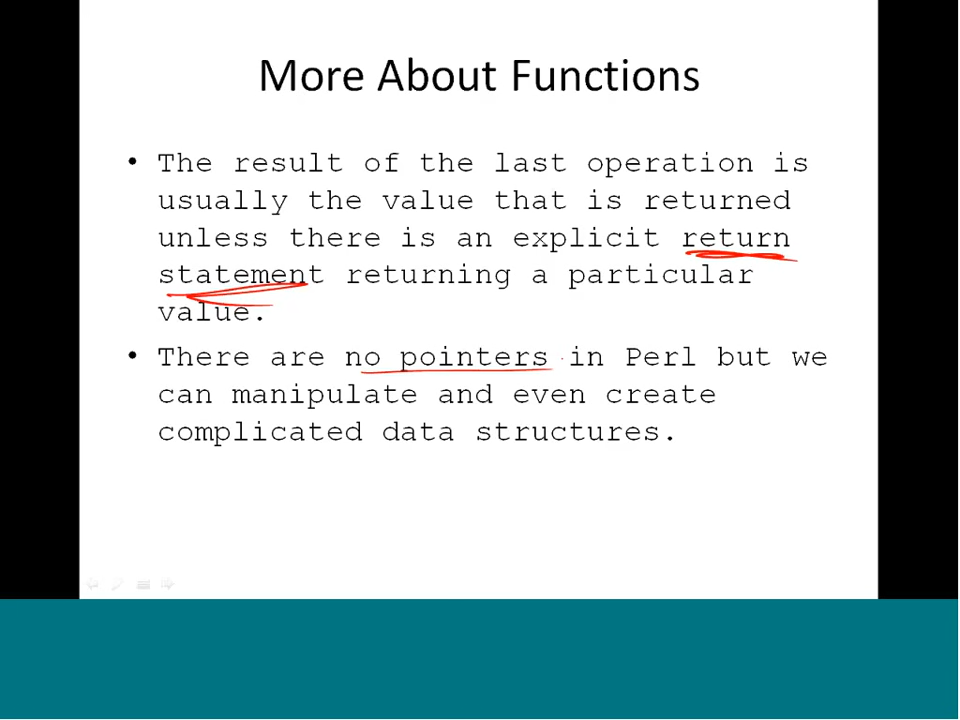 More About Functions
• The result of the last operation is
usually the value that is returned
unless there is an explicit return
statement returning a particular
value.
• There are no pointers in Perl but we
can manipulate and even create
complicated data structures.